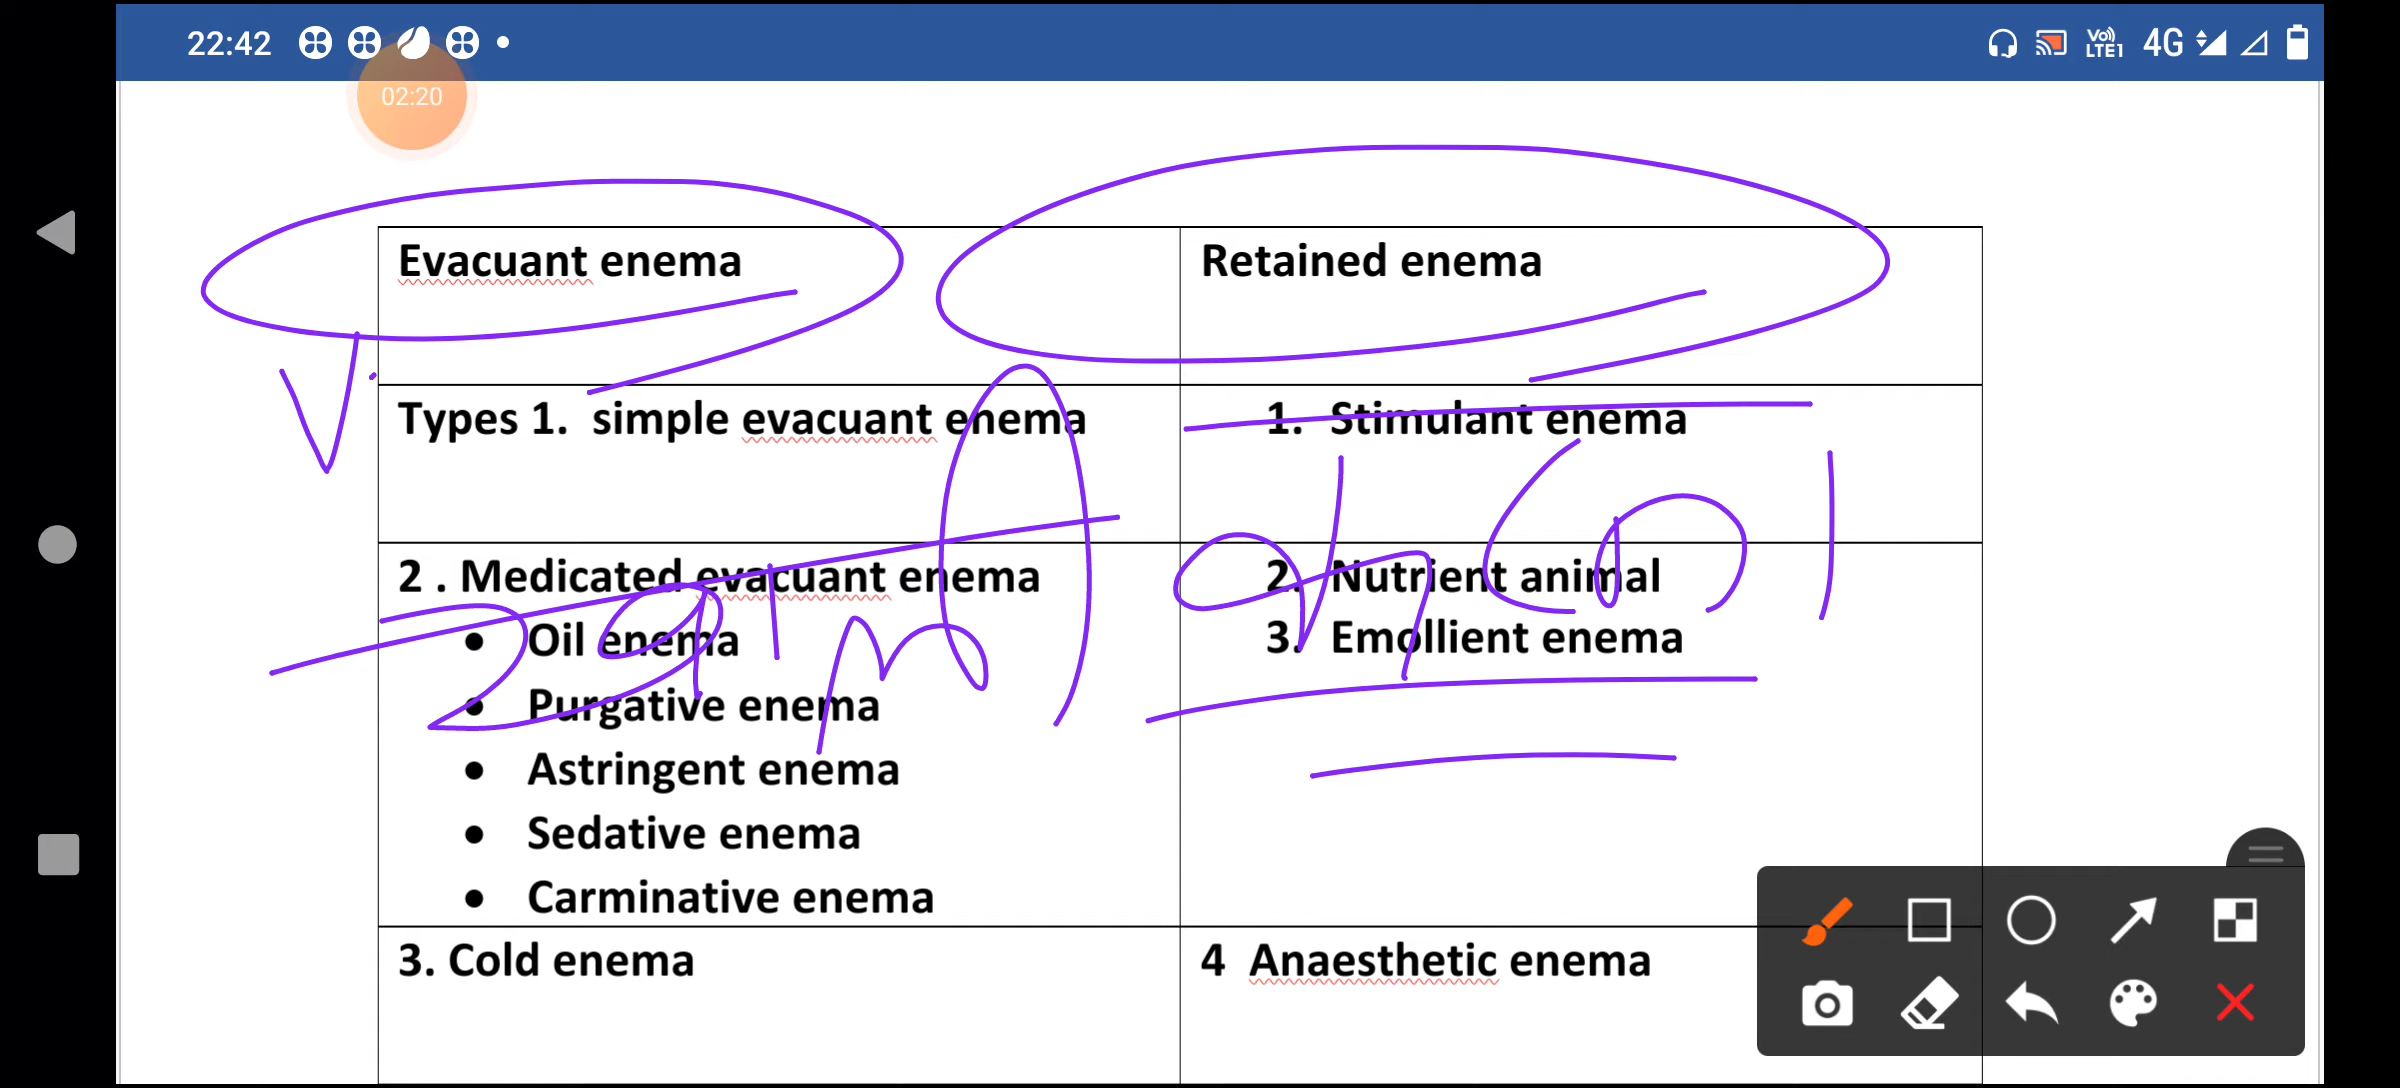 22:42
VoLTE1 4G
02:20
Evacuant enema
Retained enema
Types 1. simple evacuant enema
1. Stimulant enema
2 . Medicated evacuant enema
• Oil enema
• Purgative enema
• Astringent enema
• Sedative enema
• Carminative enema
2. Nutrient animal
3. Emollient enema
3. Cold enema
4 Anaesthetic enema